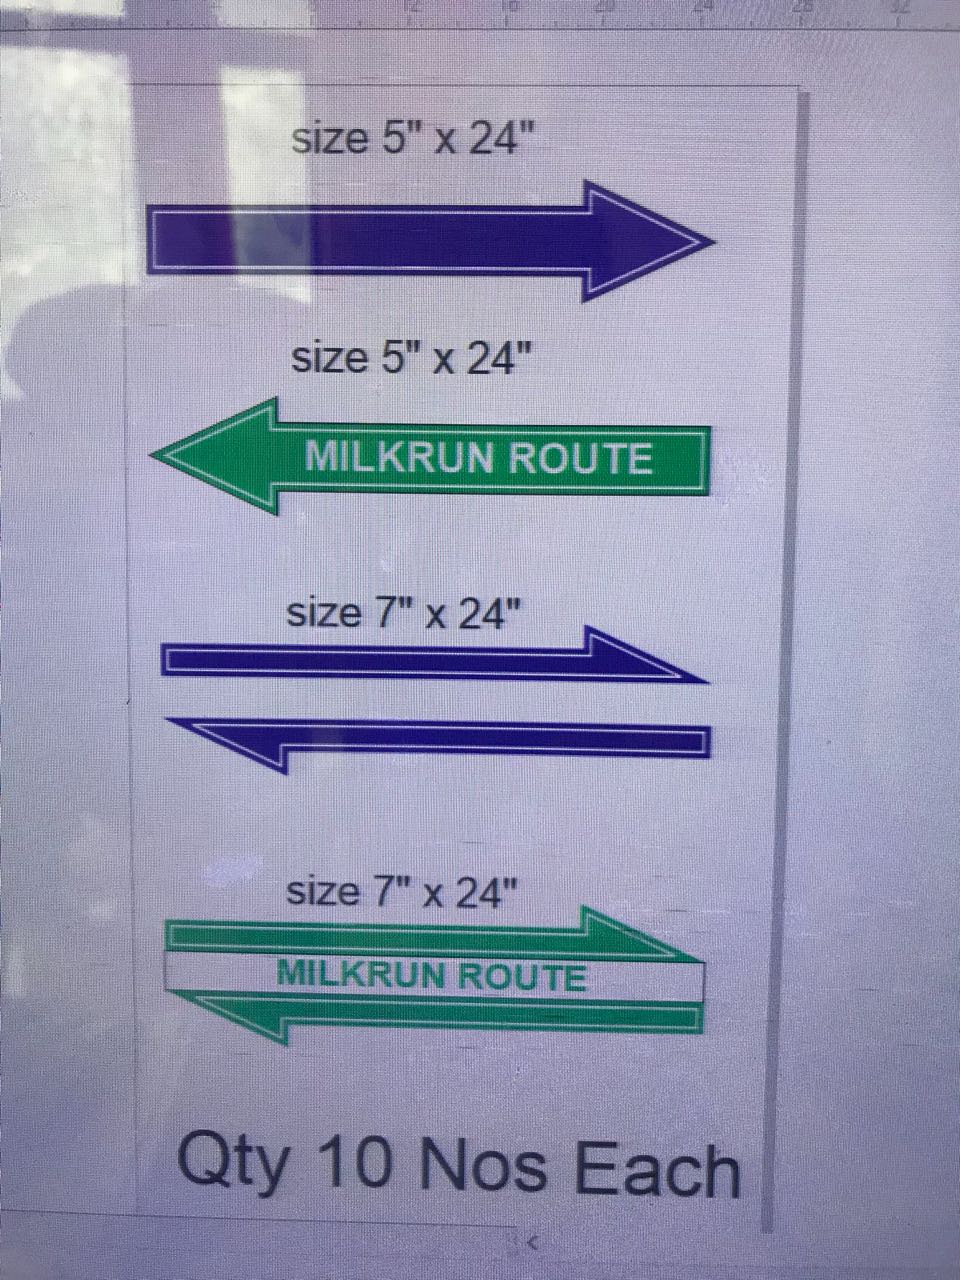 size 5" x 24"
size 5" x 24"
MILKRUN ROUTE
size 7" x 24"
size 7" x 24"
MILKRUN ROUTE
Qty 10 Nos Each